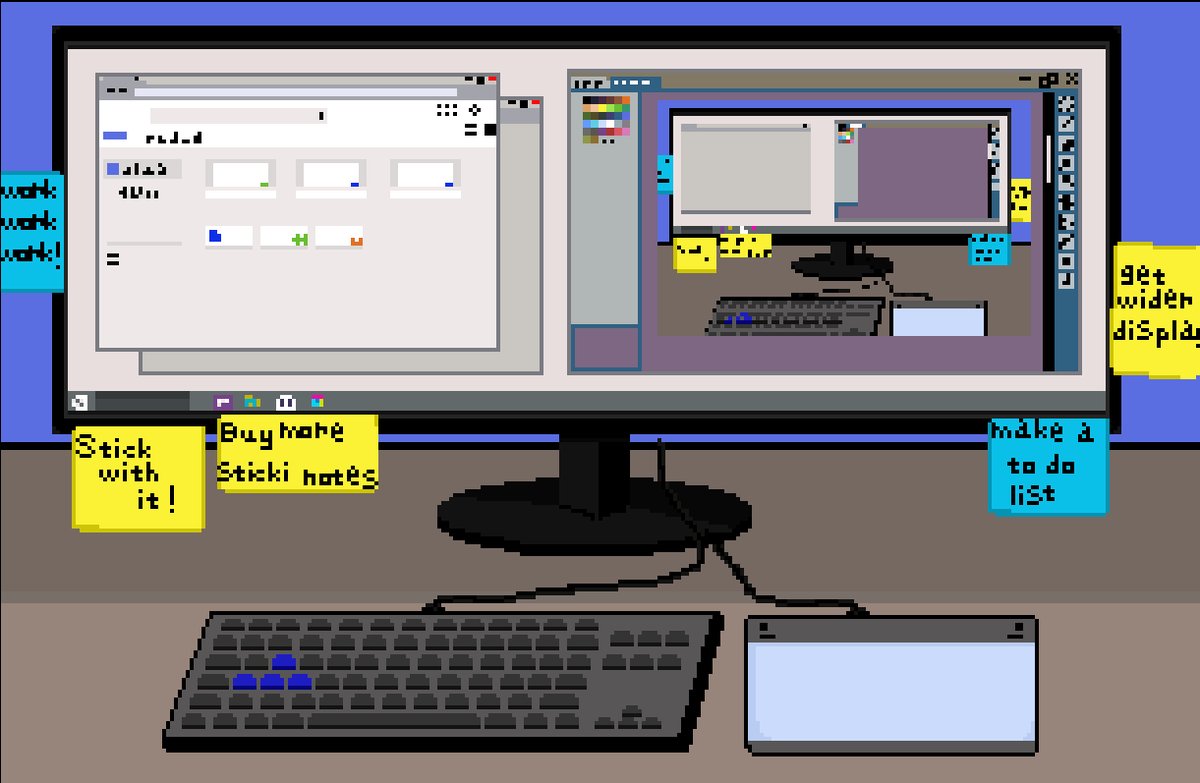 work
work
work!
get
wider
display
Stick
with
it!
Buy more
Sticki notes
make a
to do
list